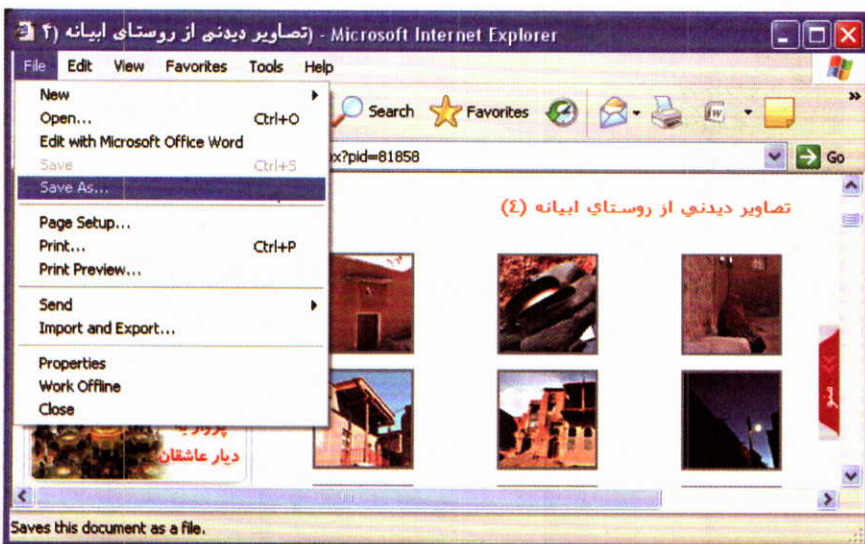 تصاویر دیدنی از روستای ابیانه (۴) - Microsoft Internet Explorer
File Edit View Favorites Tools Help
New
Open... Ctrl+O
Edit with Microsoft Office Word
Save Ctrl+S
Save As...
Page Setup...
Print... Ctrl+P
Print Preview...
Send
Import and Export...
Properties
Work Offline
Close
Search Favorites
x?pid=81858 Go
تصاویر دیدني از روستاي ابیانه (٤)
منو
دیار عاشقان
Saves this document as a file.